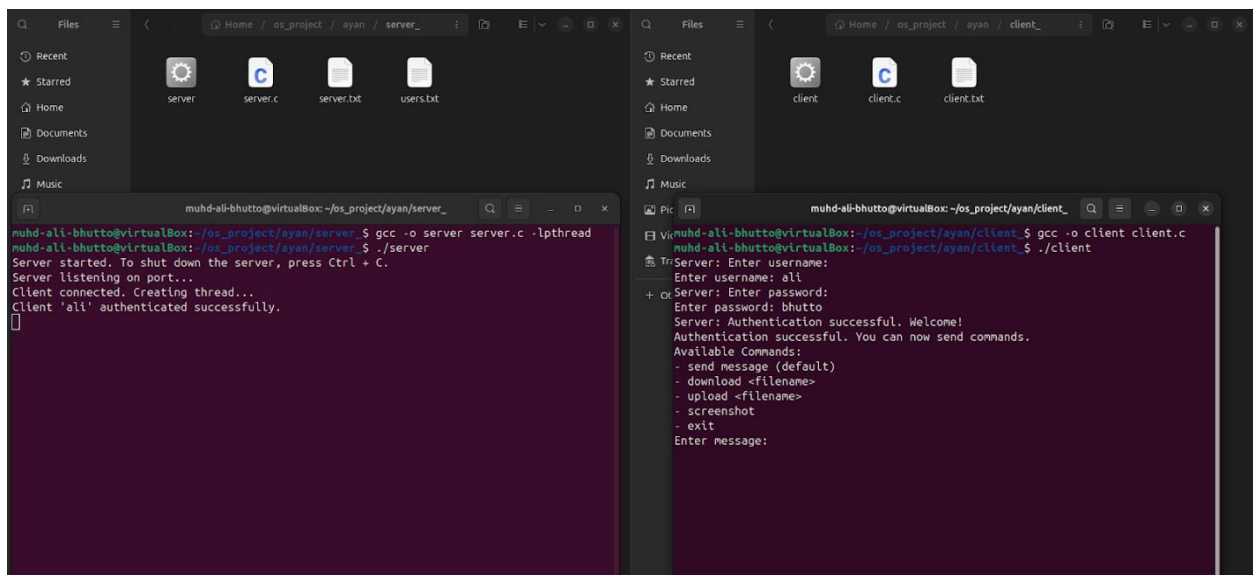 Files
Home / os_project / ayan / server_
Recent
Starred
Home
Documents
Downloads
Music
server
server.c
server.txt
users.txt
muhd-ali-bhutto@virtualBox: ~/os_project/ayan/server_
muhd-ali-bhutto@virtualBox:~/os_project/ayan/server_$ gcc -o server server.c -lpthread
muhd-ali-bhutto@virtualBox:~/os_project/ayan/server_$ ./server
Server started. To shut down the server, press Ctrl + C.
Server listening on port...
Client connected. Creating thread...
Client 'ali' authenticated successfully.
Files
Home / os_project / ayan / client_
Recent
Starred
Home
Documents
Downloads
Music
Pic
Vi
Tra
+ Ot
client
client.c
client.txt
muhd-ali-bhutto@virtualBox: ~/os_project/ayan/client_
muhd-ali-bhutto@virtualBox:~/os_project/ayan/client_$ gcc -o client client.c
muhd-ali-bhutto@virtualBox:~/os_project/ayan/client_$ ./client
Server: Enter username:
Enter username: ali
Server: Enter password:
Enter password: bhutto
Server: Authentication successful. Welcome!
Authentication successful. You can now send commands.
Available Commands:
- send message (default)
- download <filename>
- upload <filename>
- screenshot
- exit
Enter message: